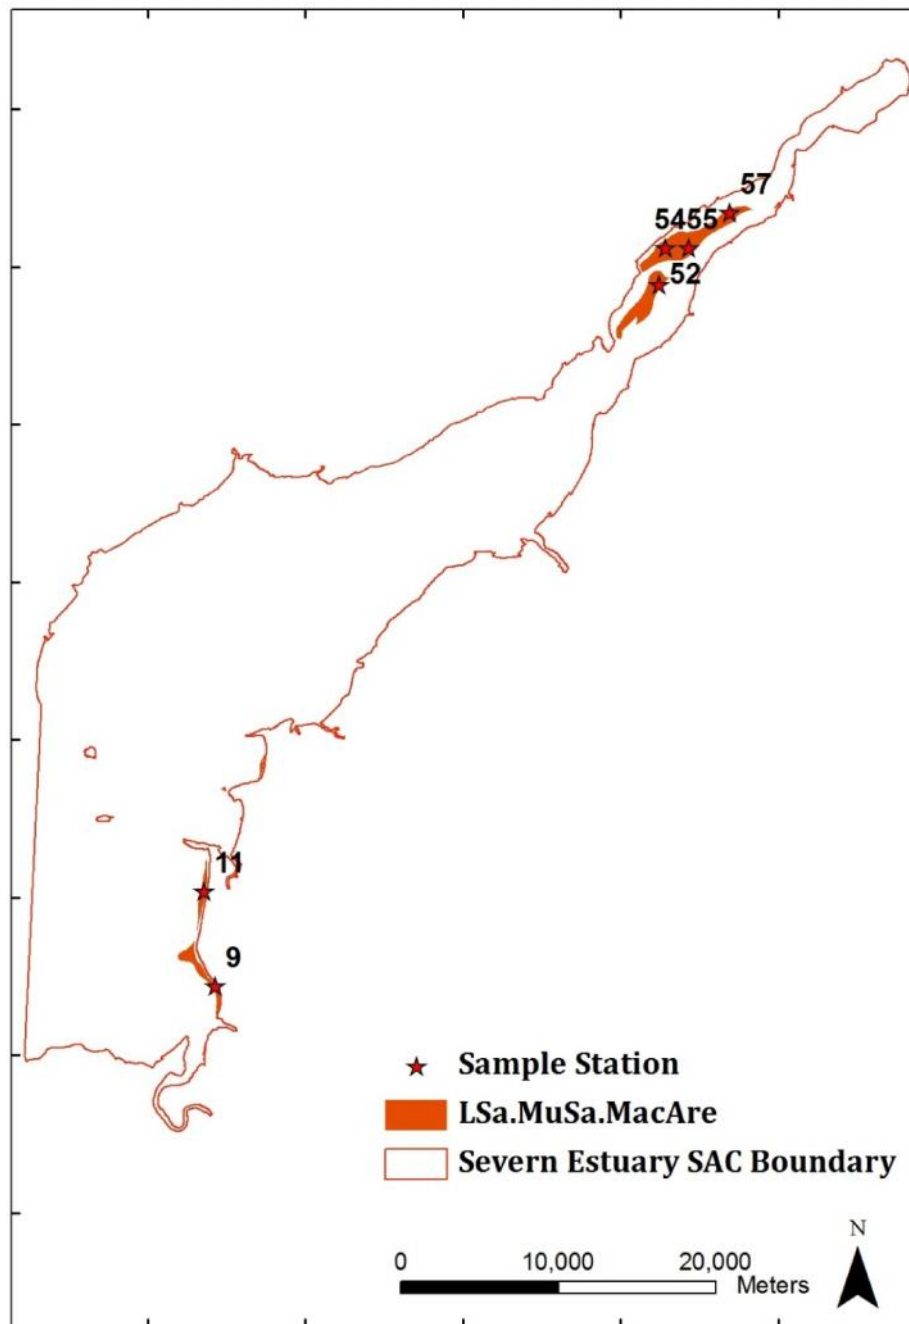 57
5455
52
11
9
Sample Station
LSa.MuSa.MacAre
Severn Estuary SAC Boundary
N
0 10,000 20,000
Meters